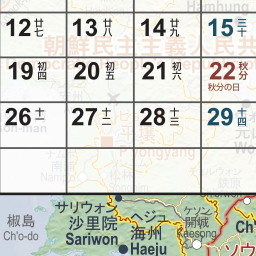 Hamhung
12 廿七 13 廿八 14 廿九 15 三十
朝鮮民主主義人民共
19 初四 20 初五 21 初六 22 秋分
秋分の日
26 十一 27 十二 28 十三 29 十四
平壌
Pyongyang
サリウォン
沙里院
Sariwon
椒島
Ch'o-do
ヘジュ
海州
Haeju
ケソン
開城
Kaesong